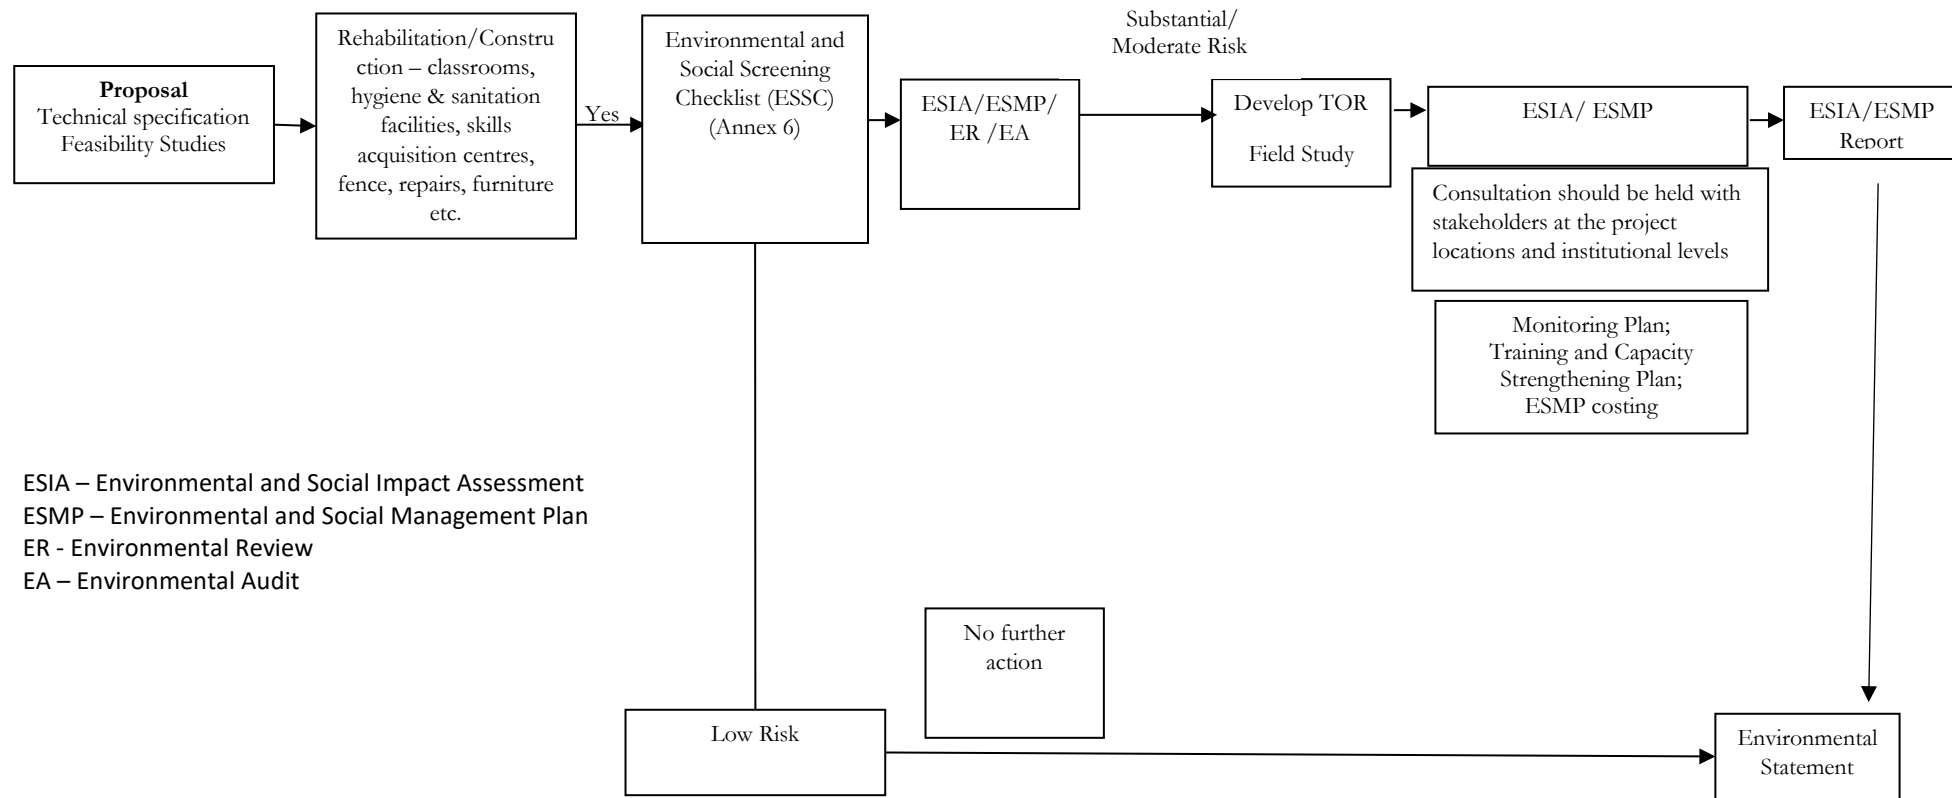 Substantial/
Moderate Risk
Proposal
Technical specification
Feasibility Studies
Rehabilitation/Constru
ction – classrooms,
hygiene & sanitation
facilities, skills
acquisition centres,
fence, repairs, furniture
etc.
Yes
Environmental and
Social Screening
Checklist (ESSC)
(Annex 6)
ESIA/ESMP/
ER /EA
Develop TOR
Field Study
ESIA/ ESMP
ESIA/ESMP
Report
Consultation should be held with
stakeholders at the project
locations and institutional levels
Monitoring Plan;
Training and Capacity
Strengthening Plan;
ESMP costing
ESIA – Environmental and Social Impact Assessment
ESMP – Environmental and Social Management Plan
ER - Environmental Review
EA – Environmental Audit
No further
action
Low Risk
Environmental
Statement